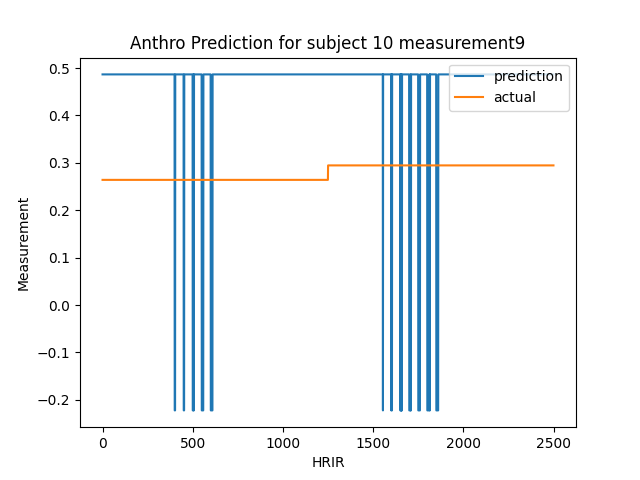 Anthro Prediction for subject 10 measurement9
prediction
actual
0.5
0.4
0.3
0.2
0.1
0.0
−0.1
−0.2
Measurement
0
500
1000
1500
2000
2500
HRIR